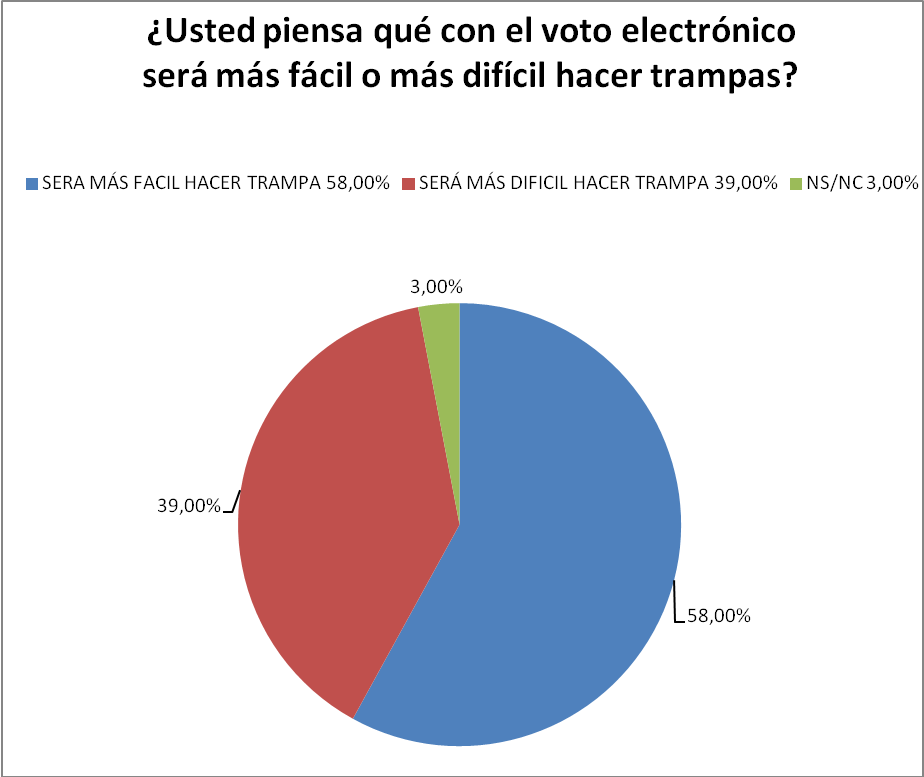 ¿Usted piensa qué con el voto electrónico
será más fácil o más difícil hacer trampas?
SERA MÁS FACIL HACER TRAMPA 58,00% SERÁ MÁS DIFICIL HACER TRAMPA 39,00% NS/NC 3,00%
3,00%
39,00%
58,00%